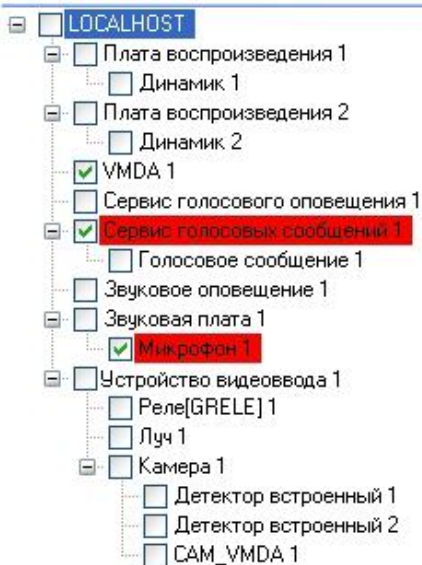 LOCALHOST
Плата воспроизведения 1
Динамик 1
Плата воспроизведения 2
Динамик 2
VMDA 1
Сервис голосового оповещения 1
Сервис голосовых сообщений 1
Голосовое сообщение 1
Звуковое оповещение 1
Звуковая плата 1
Микрофон 1
Устройство видеоввода 1
Реле[GRELE] 1
Луч 1
Камера 1
Детектор встроенный 1
Детектор встроенный 2
CAM_VMDA 1